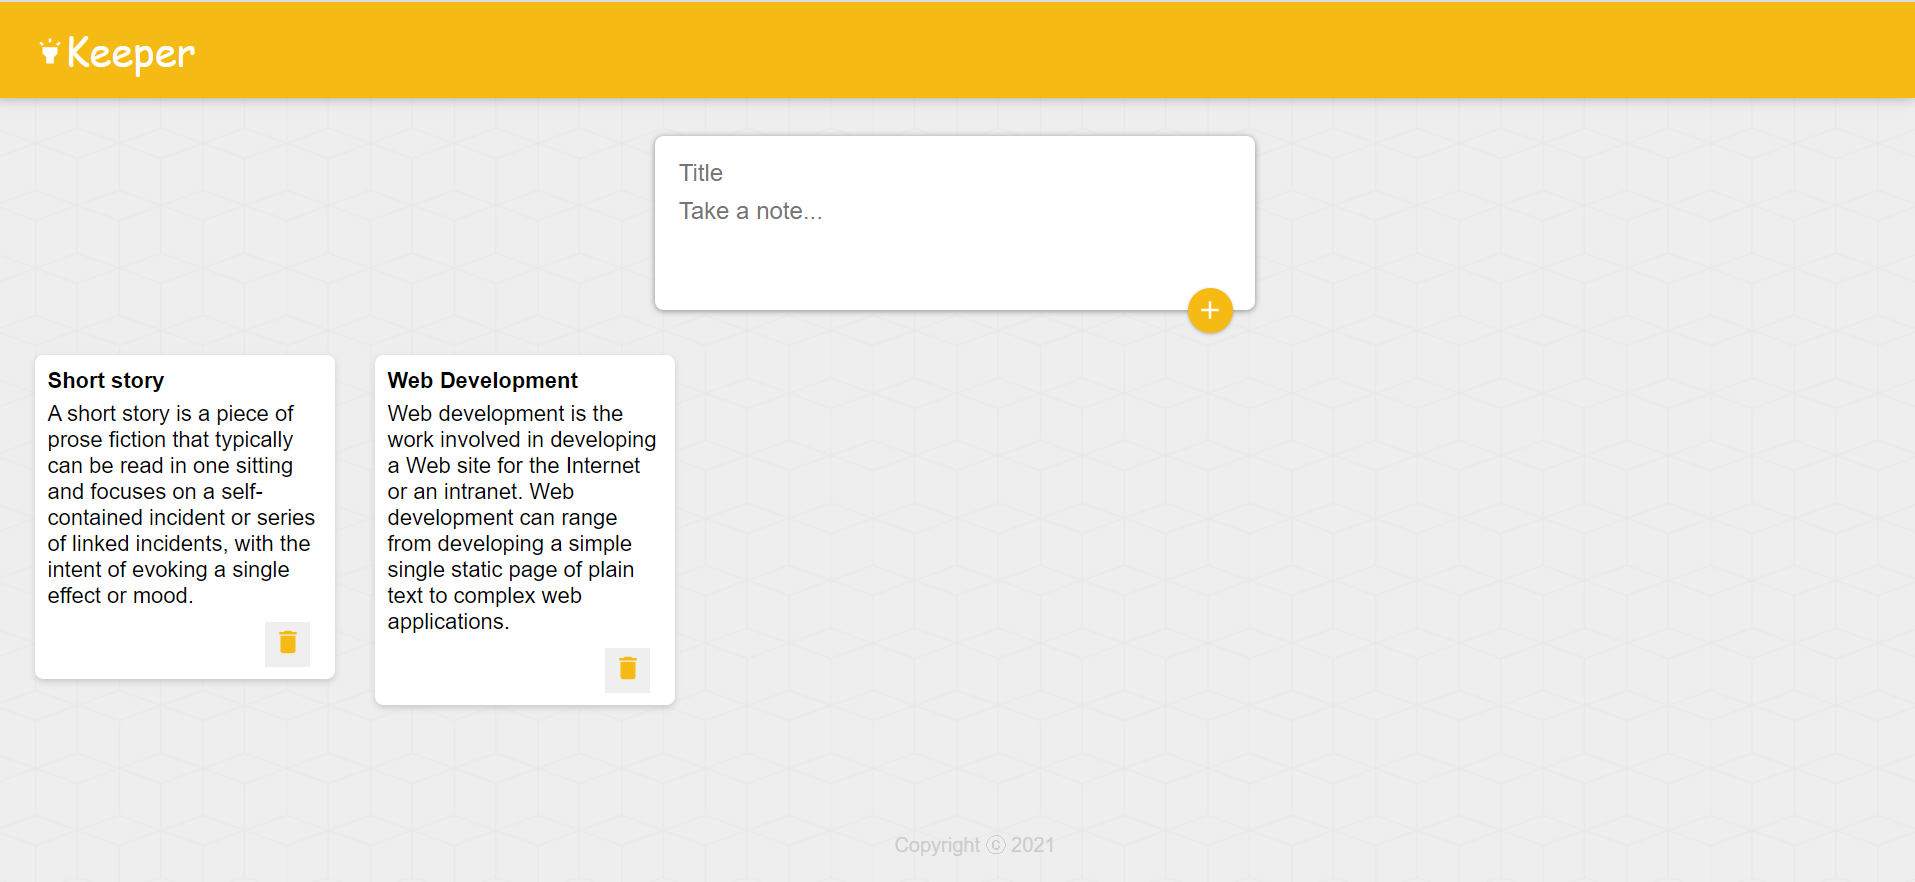 Keeper
Title
Take a note...
Short story
A short story is a piece of
prose fiction that typically
can be read in one sitting
and focuses on a self-
contained incident or series
of linked incidents, with the
intent of evoking a single
effect or mood.
Web Development
Web development is the
work involved in developing
a Web site for the Internet
or an intranet. Web
development can range
from developing a simple
single static page of plain
text to complex web
applications.
Copyright ⓒ 2021